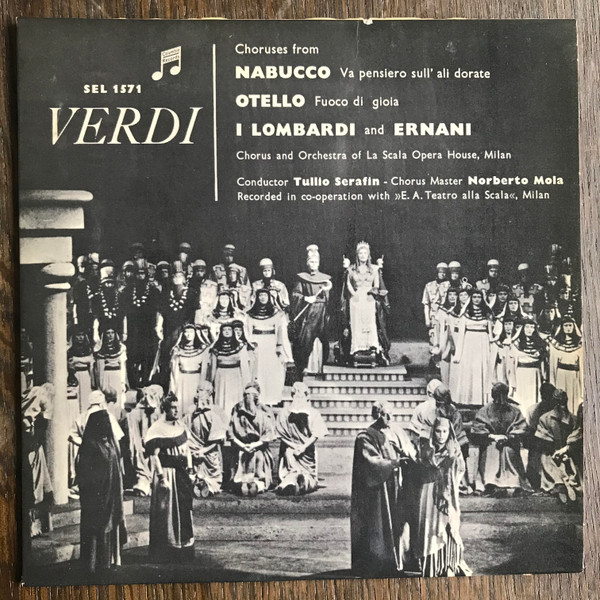 SEL 1571
VERDI
Choruses from
NABUCCO Va pensiero sull' ali dorate
OTELLO Fuoco di gioia
I LOMBARDI and ERNANI
Chorus and Orchestra of La Scala Opera House, Milan
Conductor Tullio Serafin - Chorus Master Norberto Mola
Recorded in co-operation with »E. A. Teatro alla Scala«, Milan